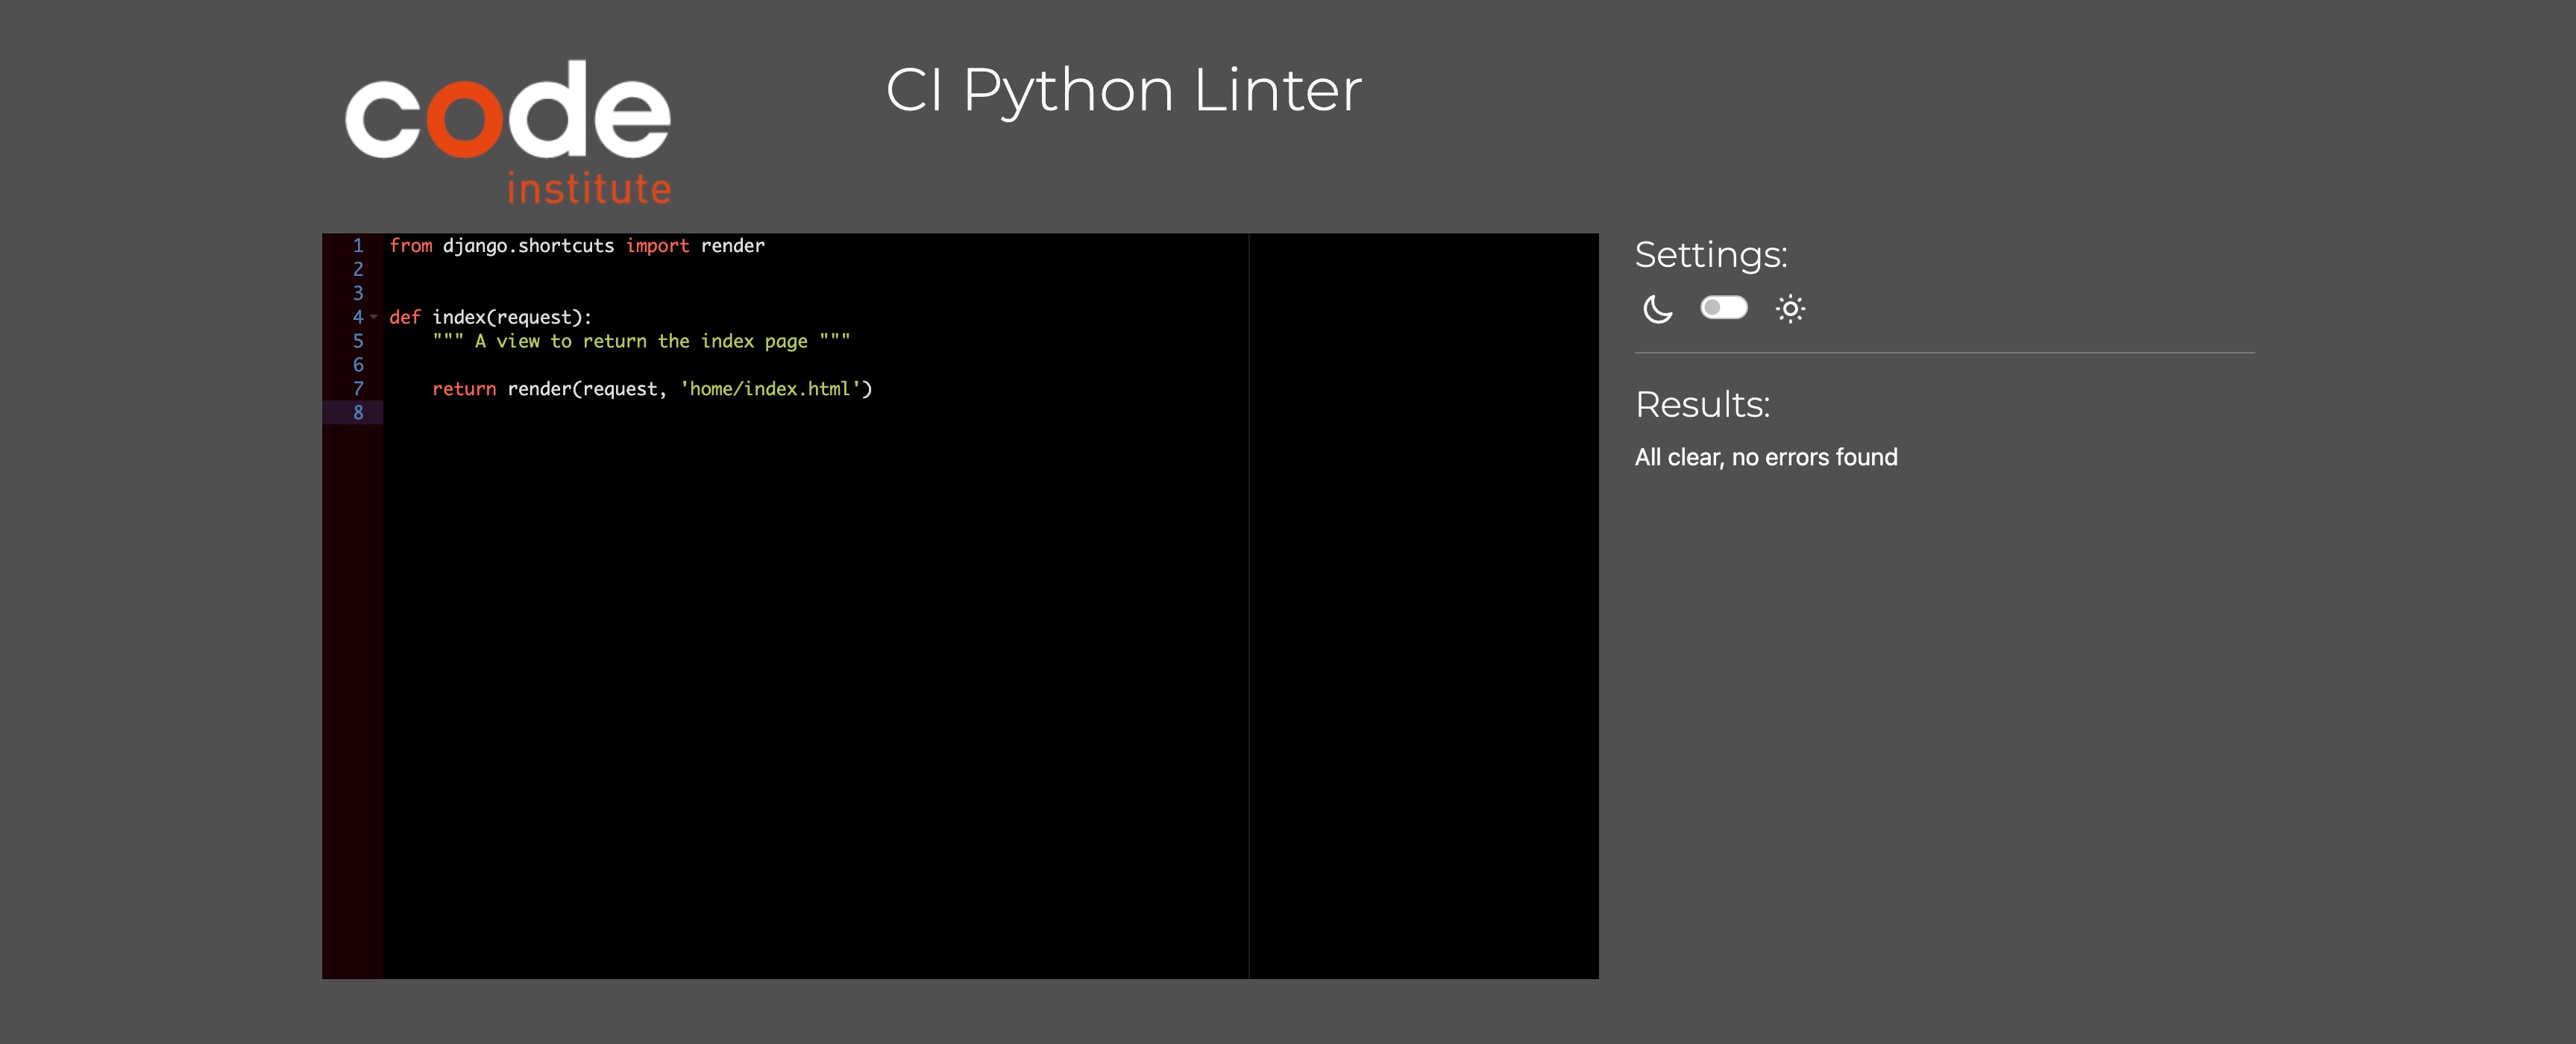 code
institute
CI Python Linter
1 from django.shortcuts import render
2
3
4 def index(request):
5     """ A view to return the index page """
6
7     return render(request, 'home/index.html')
8
Settings:
Results:
All clear, no errors found